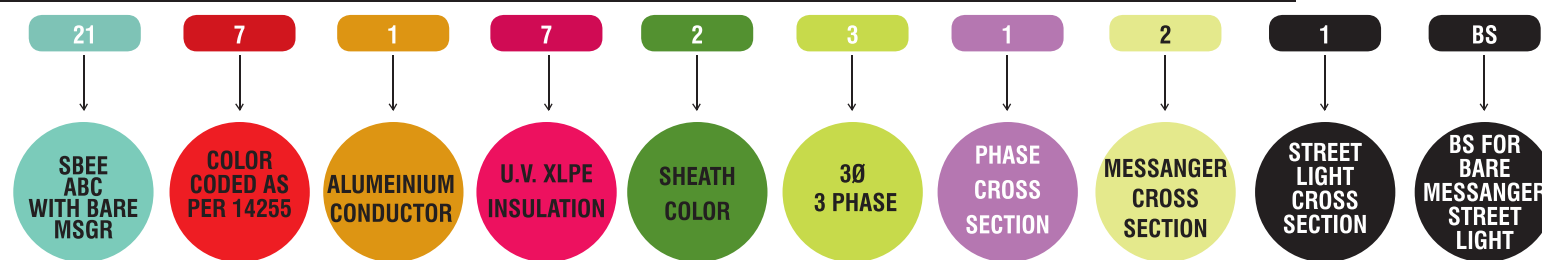 21 7 1 7 2 3 1 2 1 BS
SBEE
ABC
WITH BARE
MSGR
COLOR
CODED AS
PER 14255
ALUMEINIUM
CONDUCTOR
U.V. XLPE
INSULATION
SHEATH
COLOR
3Ø
3 PHASE
PHASE
CROSS
SECTION
MESSANGER
CROSS
SECTION
STREET
LIGHT
CROSS
SECTION
BS FOR
BARE
MESSANGER
STREET
LIGHT